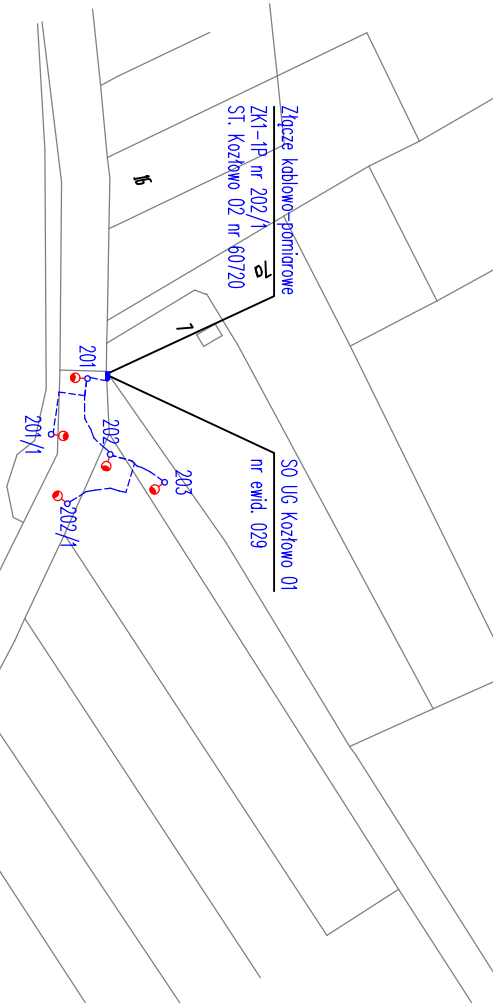 Złącze kablowo-pomiarowe
ZK1-1P nr 202/1
ST. Kozłowo 02 nr 60720
SO UG Kozłowo 01
nr ewid. 029
16
7
201
201/1
202
202/1
203